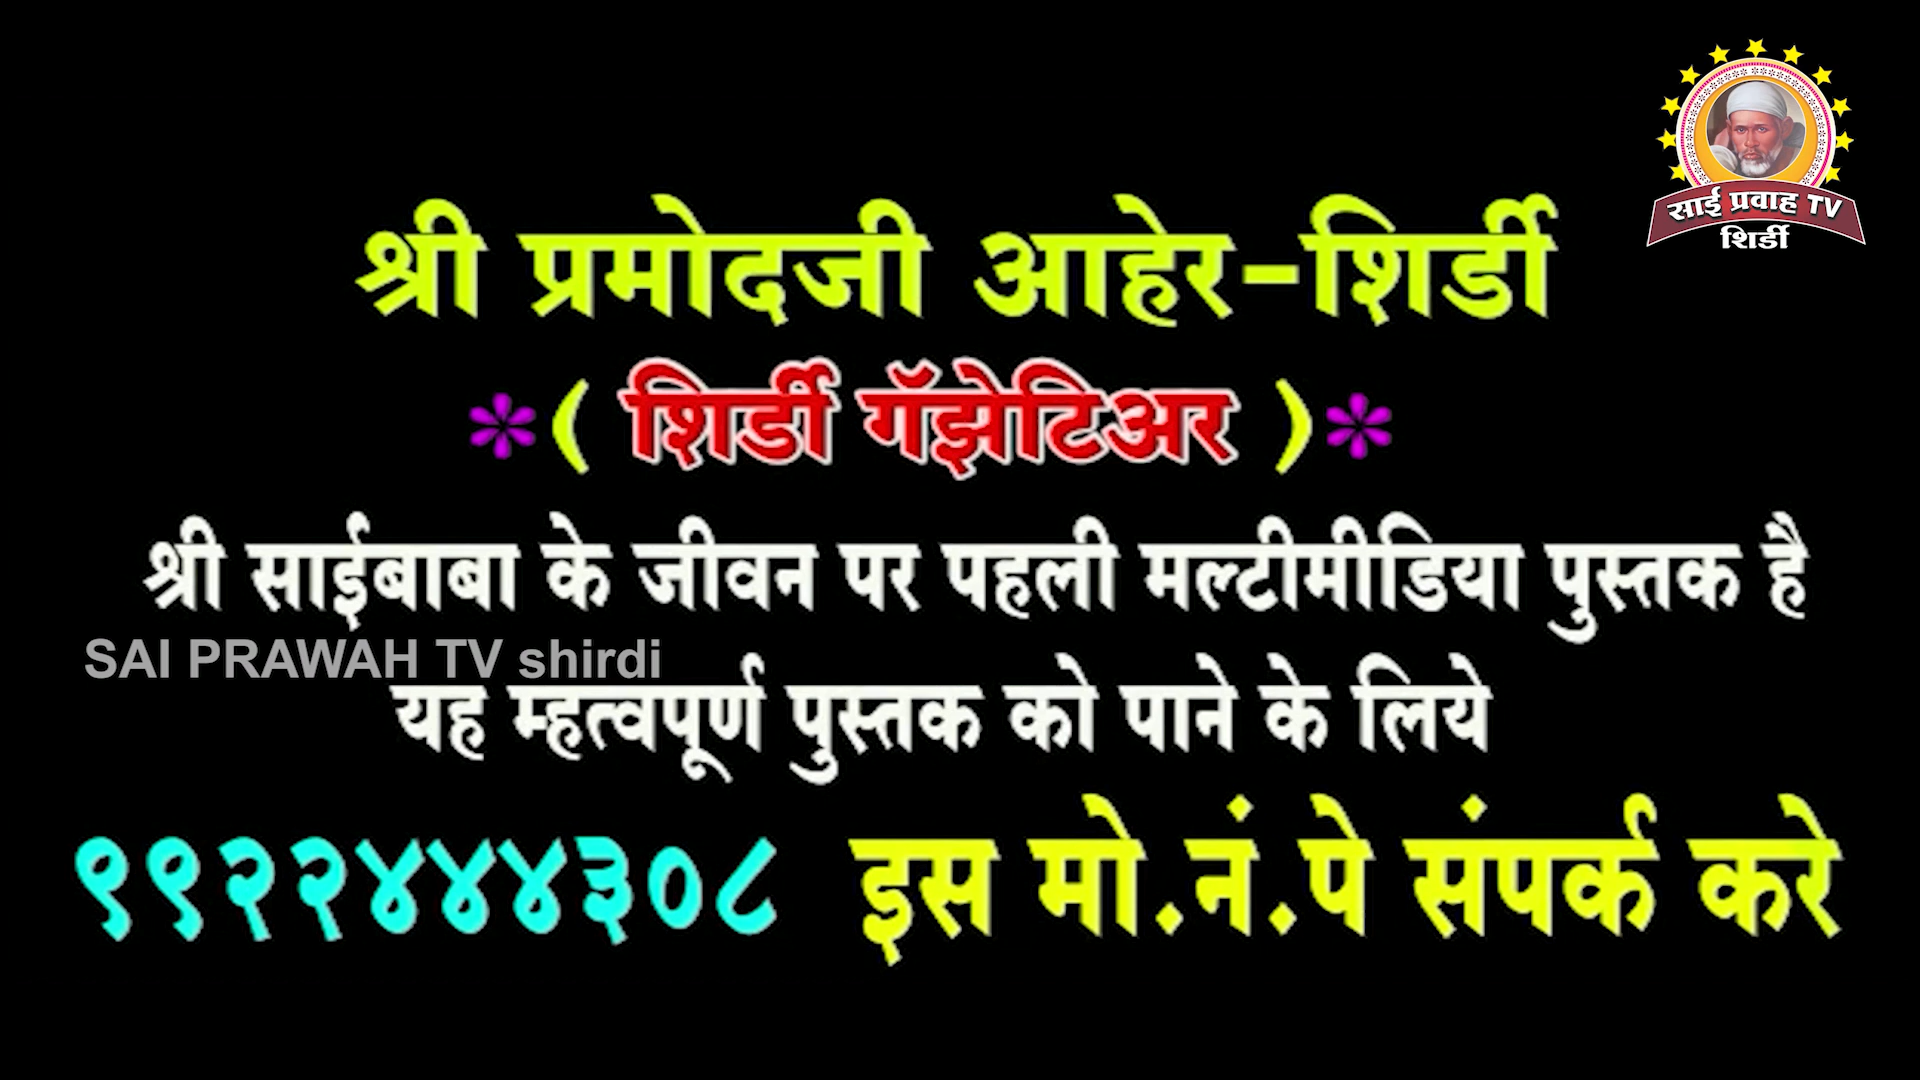 साई प्रवाह TV
शिर्डी
श्री प्रमोदजी आहेर-शिर्डी
*( शिर्डी गॅझेटिअर )*
श्री साईबाबा के जीवन पर पहली मल्टीमीडिया पुस्तक है
SAI PRAWAH TV shirdi
यह म्हत्वपूर्ण पुस्तक को पाने के लिये
९९२२४४४३०८ इस मो.नं.पे संपर्क करे